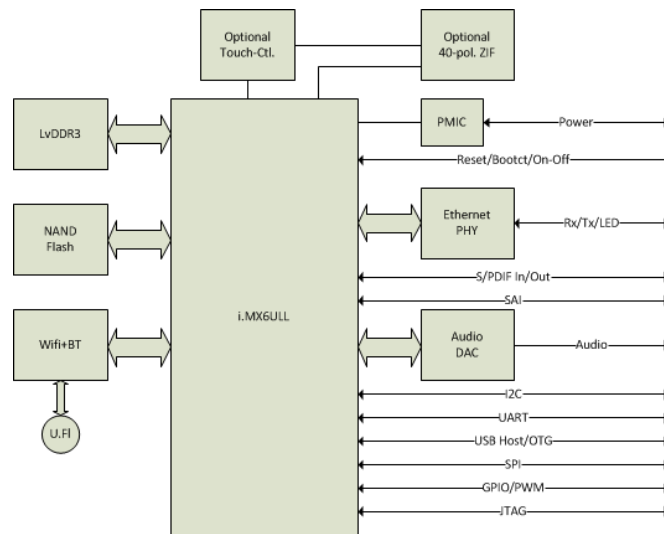 Optional
Touch-Ctl.
Optional
40-pol. ZIF
LvDDR3
PMIC
Power
Reset/Bootct/On-Off
NAND
Flash
Ethernet
PHY
Rx/Tx/LED
S/PDIF In/Out
SAI
i.MX6ULL
Wifi+BT
Audio
DAC
Audio
I2C
UART
U.Fl
USB Host/OTG
SPI
GPIO/PWM
JTAG